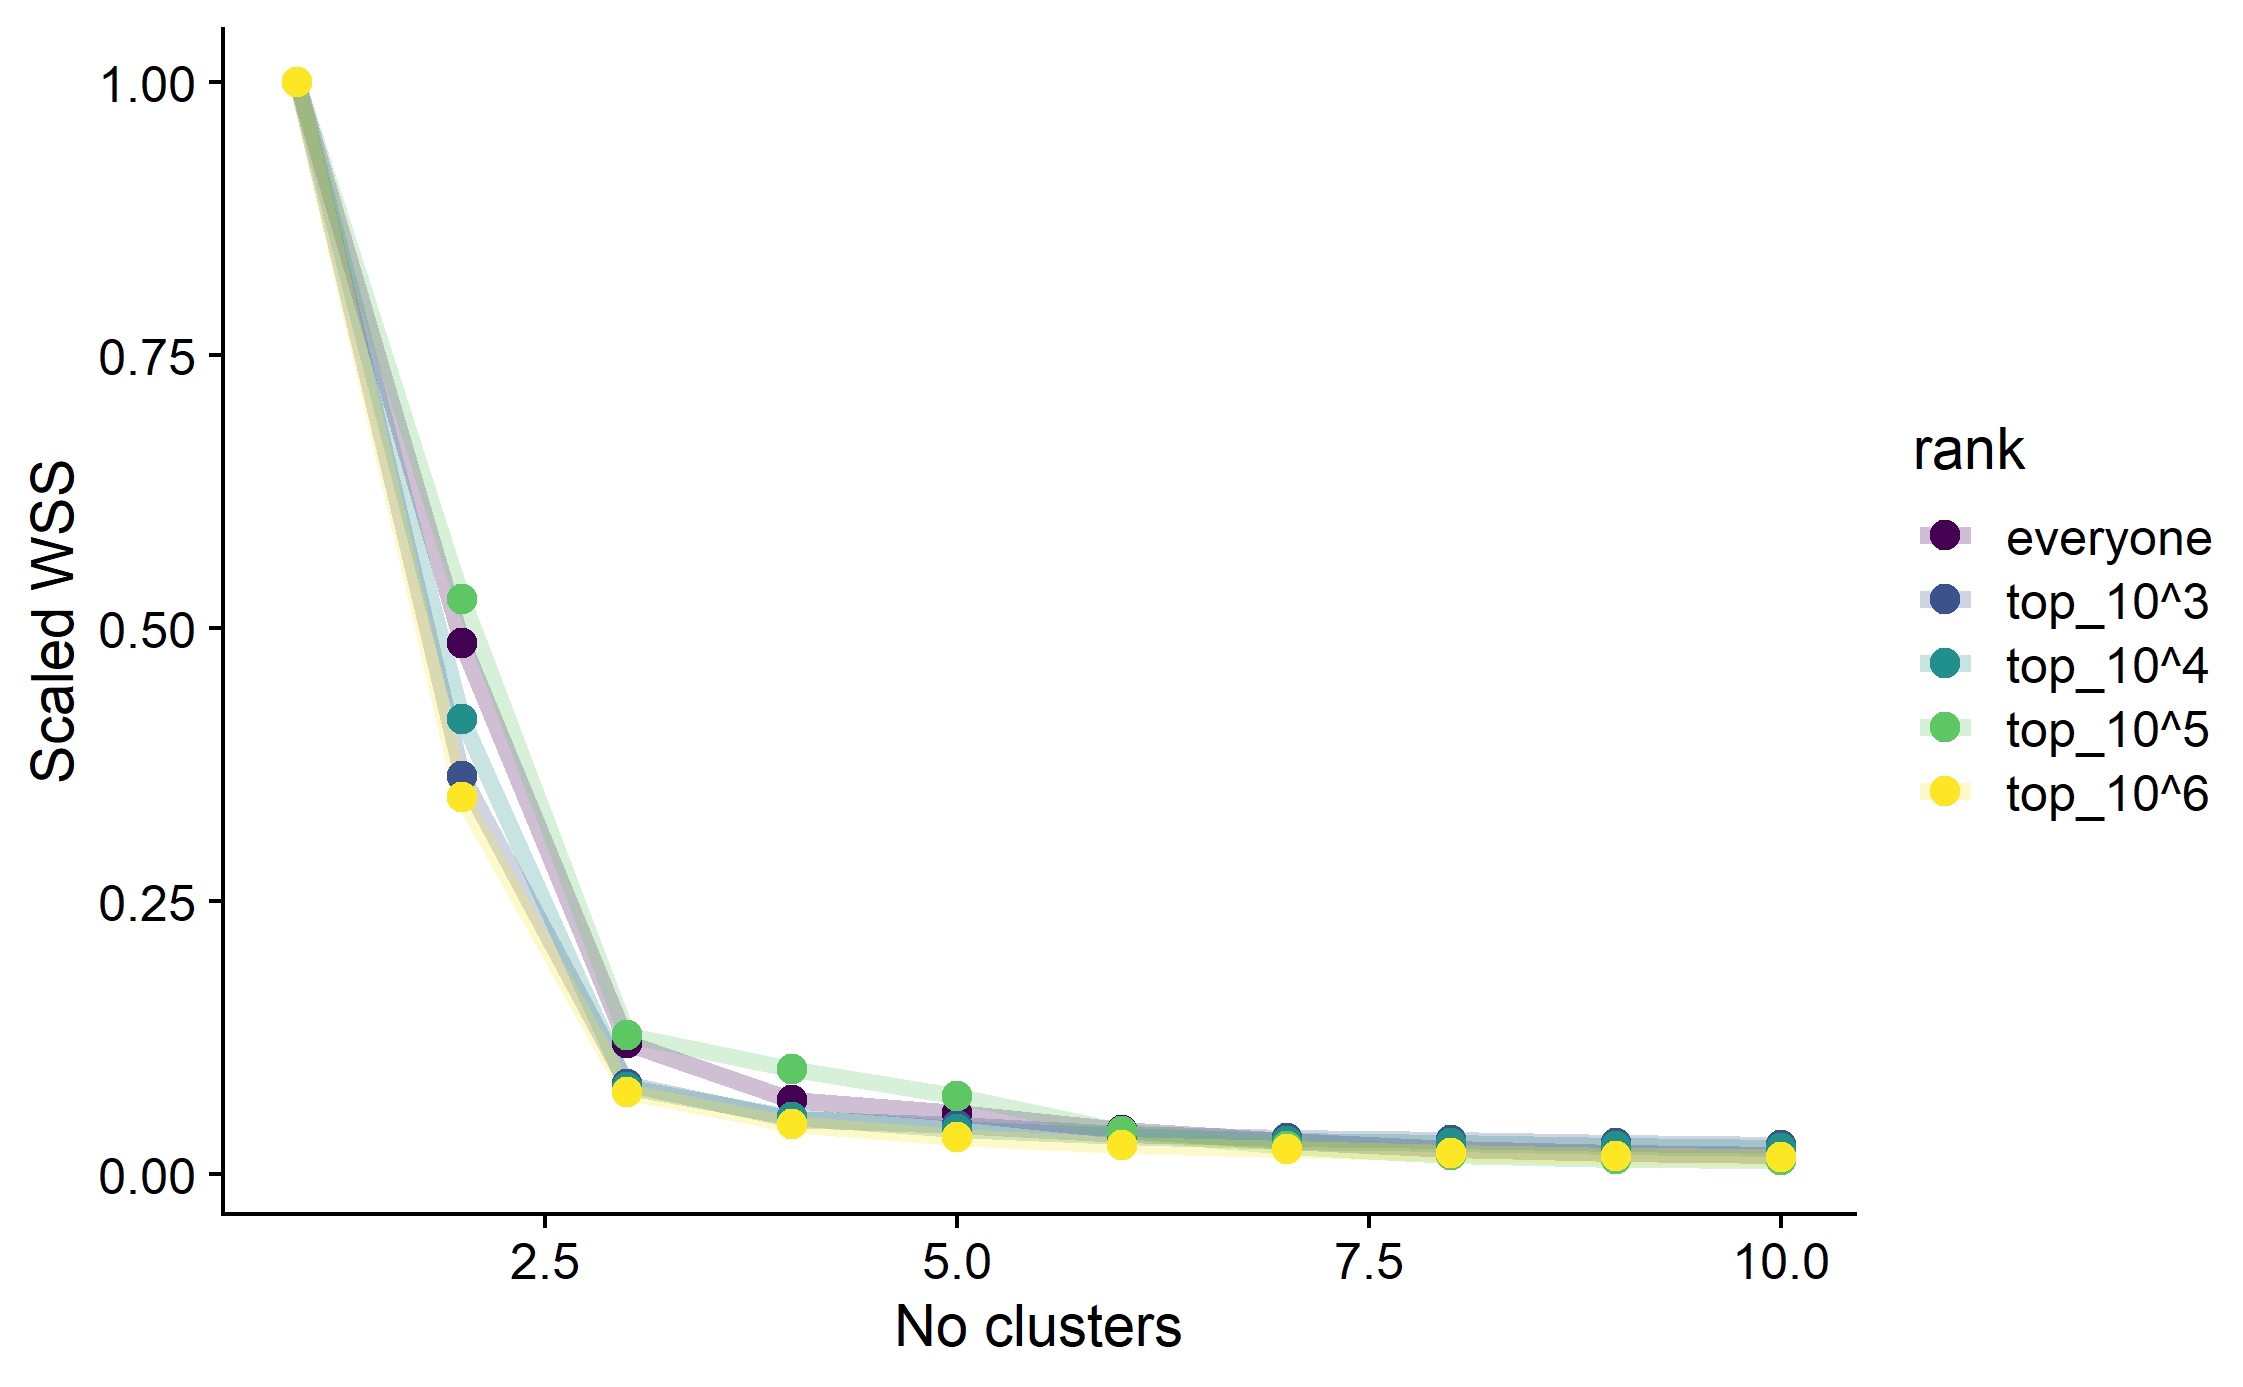 Scaled WSS
1.00
0.75
0.50
0.25
0.00
2.5
5.0
7.5
10.0
No clusters
rank
everyone
top_10^3
top_10^4
top_10^5
top_10^6